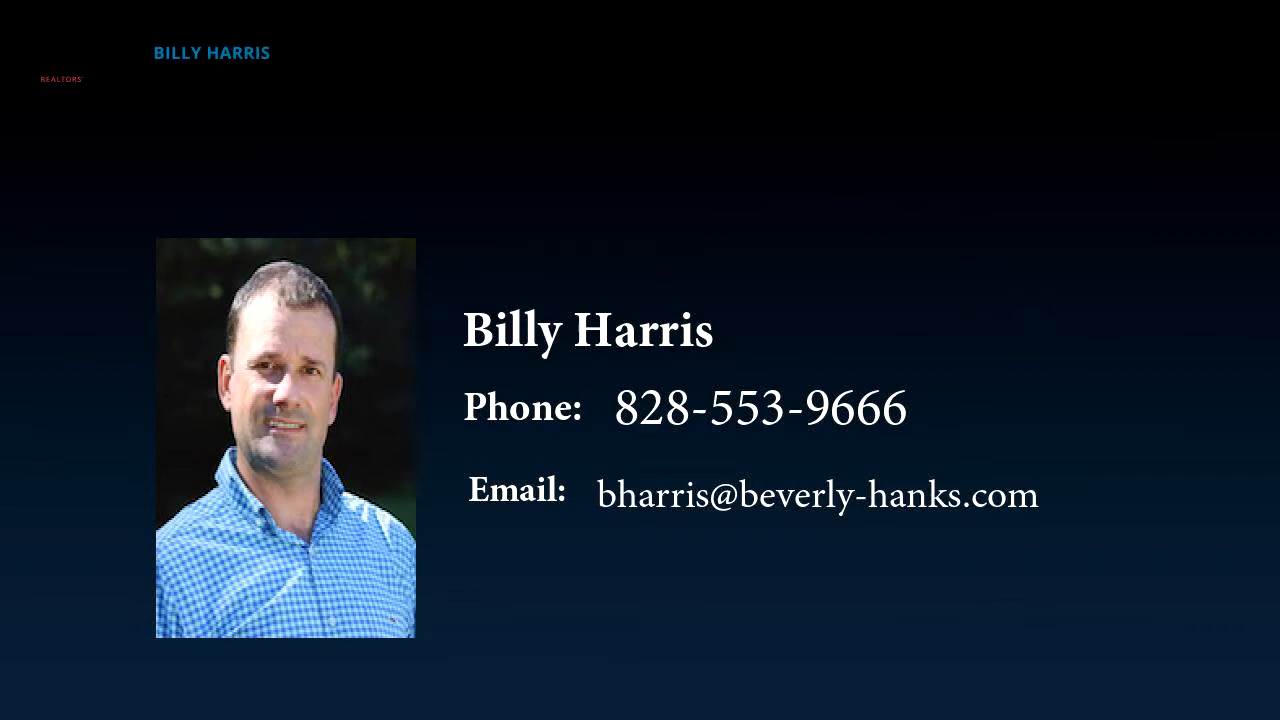 BILLY HARRIS
REALTORS'
Billy Harris
Phone: 828-553-9666
Email: bharris@beverly-hanks.com